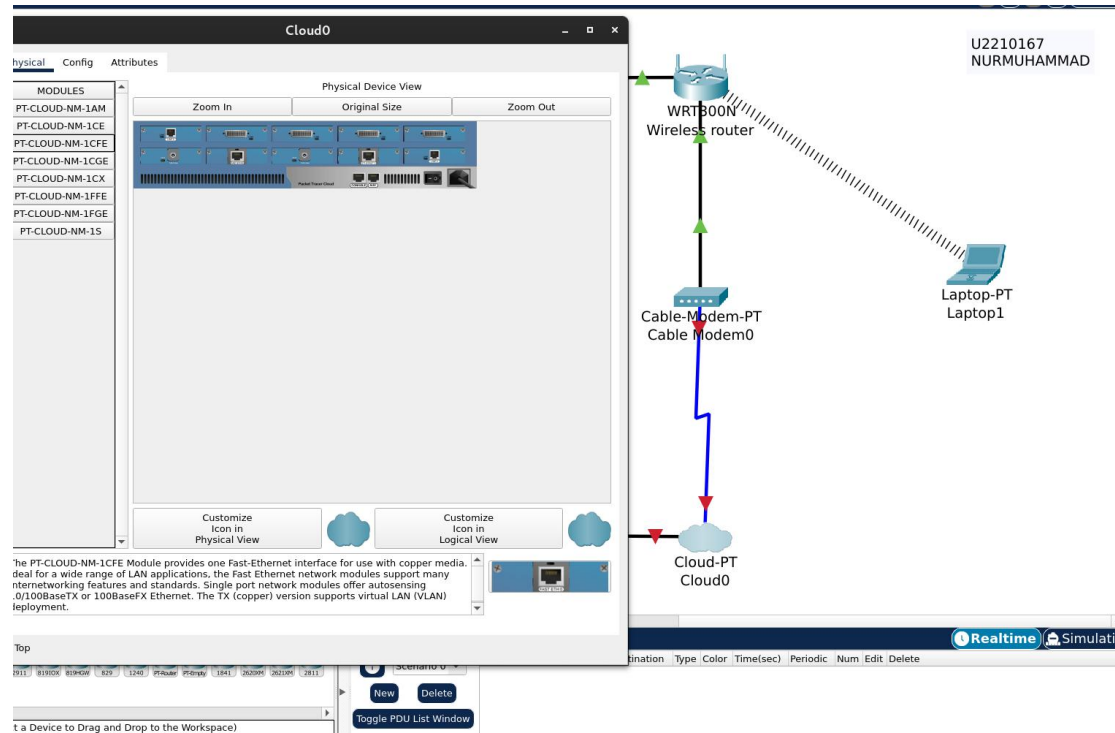 Cloud0
Physical Config Attributes
MODULES
PT-CLOUD-NM-1AM
PT-CLOUD-NM-1CE
PT-CLOUD-NM-1CFE
PT-CLOUD-NM-1CGE
PT-CLOUD-NM-1CX
PT-CLOUD-NM-1FFE
PT-CLOUD-NM-1FGE
PT-CLOUD-NM-1S
Physical Device View
Zoom In Original Size Zoom Out
Packet Tracer Cloud
Customize
Icon in
Physical View
Customize
Icon in
Logical View
The PT-CLOUD-NM-1CFE Module provides one Fast-Ethernet interface for use with copper media.
deal for a wide range of LAN applications, the Fast Ethernet network modules support many
nternetworking features and standards. Single port network modules offer autosensing
.0/100BaseTX or 100BaseFX Ethernet. The TX (copper) version supports virtual LAN (VLAN)
deployment.
Top
U2210167
NURMUHAMMAD
WRT300N
Wireless router
Laptop-PT
Laptop1
Cable-Modem-PT
Cable Modem0
Cloud-PT
Cloud0
Realtime Simulati
tination Type Color Time(sec) Periodic Num Edit Delete
2911 819IOX 819HGW 829 1240 PT-Router PT-Empty 1841 2620XM 2621XM 2811
Scenario 0
New Delete
Toggle PDU List Window
t a Device to Drag and Drop to the Workspace)